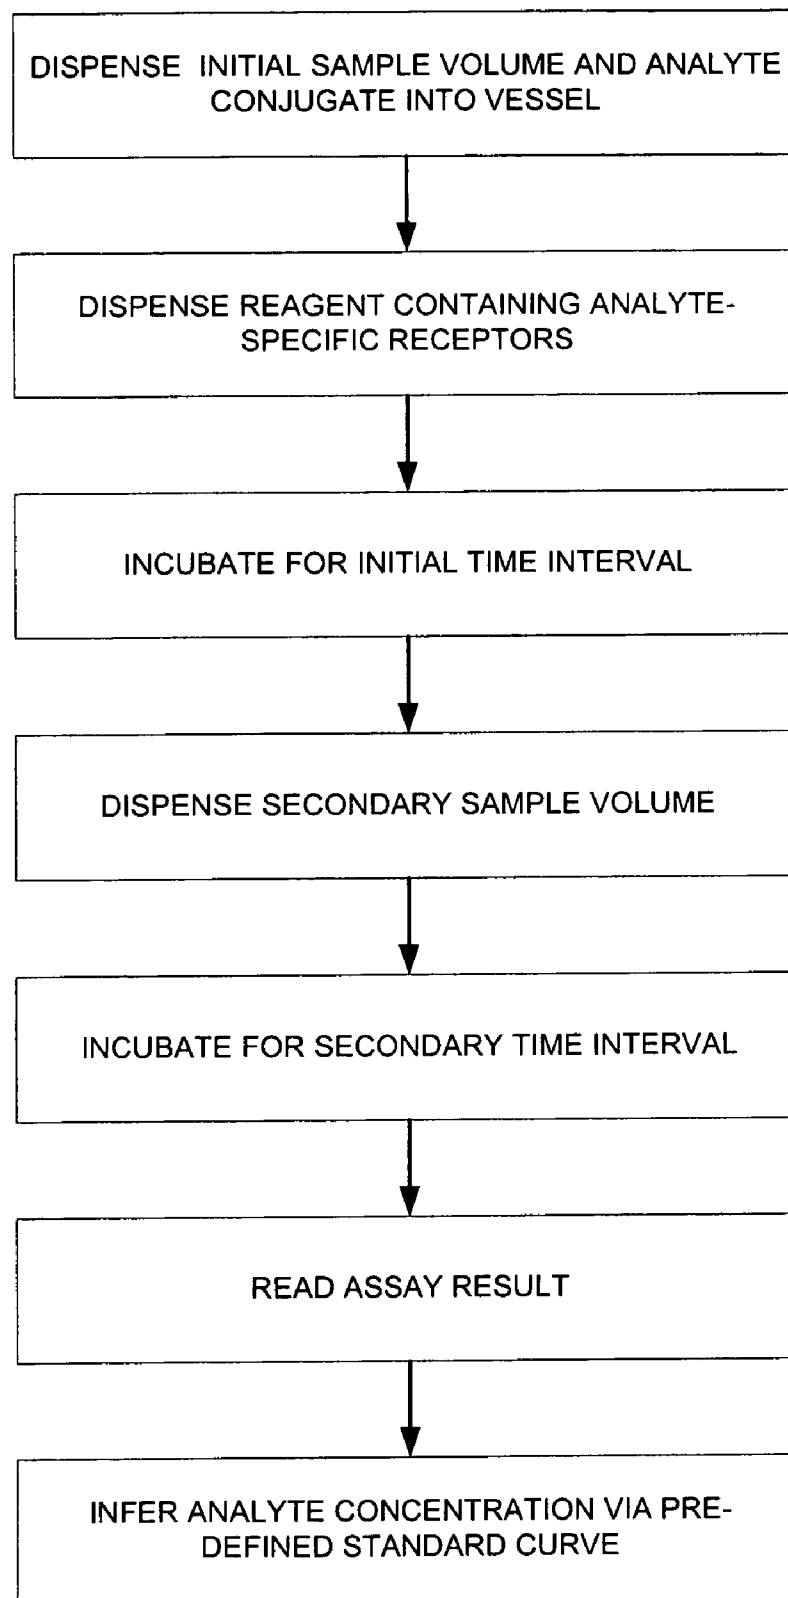 DISPENSE INITIAL SAMPLE VOLUME AND ANALYTE
CONJUGATE INTO VESSEL
DISPENSE REAGENT CONTAINING ANALYTE-
SPECIFIC RECEPTORS
INCUBATE FOR INITIAL TIME INTERVAL
DISPENSE SECONDARY SAMPLE VOLUME
INCUBATE FOR SECONDARY TIME INTERVAL
READ ASSAY RESULT
INFER ANALYTE CONCENTRATION VIA PRE-
DEFINED STANDARD CURVE